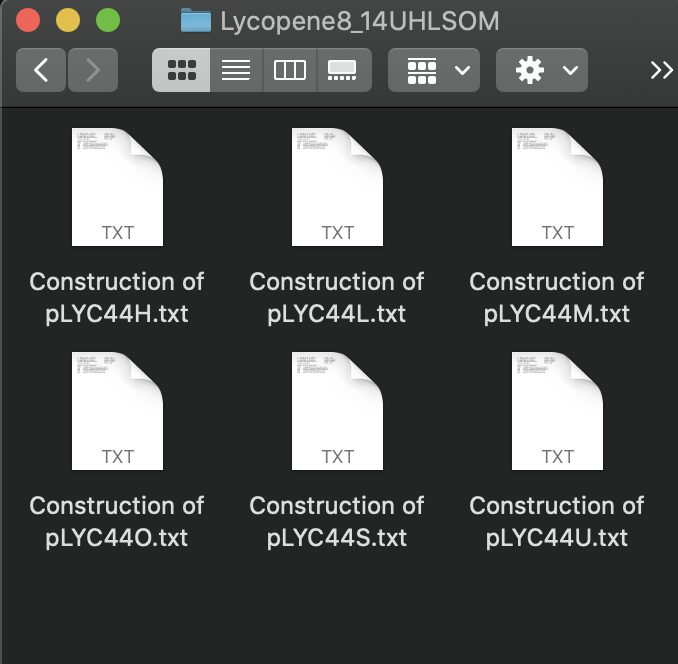 Lycopene8_14UHLSOM
TXT TXT TXT
Construction of Construction of Construction of
pLYC44H.txt pLYC44L.txt pLYC44M.txt
TXT TXT TXT
Construction of Construction of Construction of
pLYC44O.txt pLYC44S.txt pLYC44U.txt